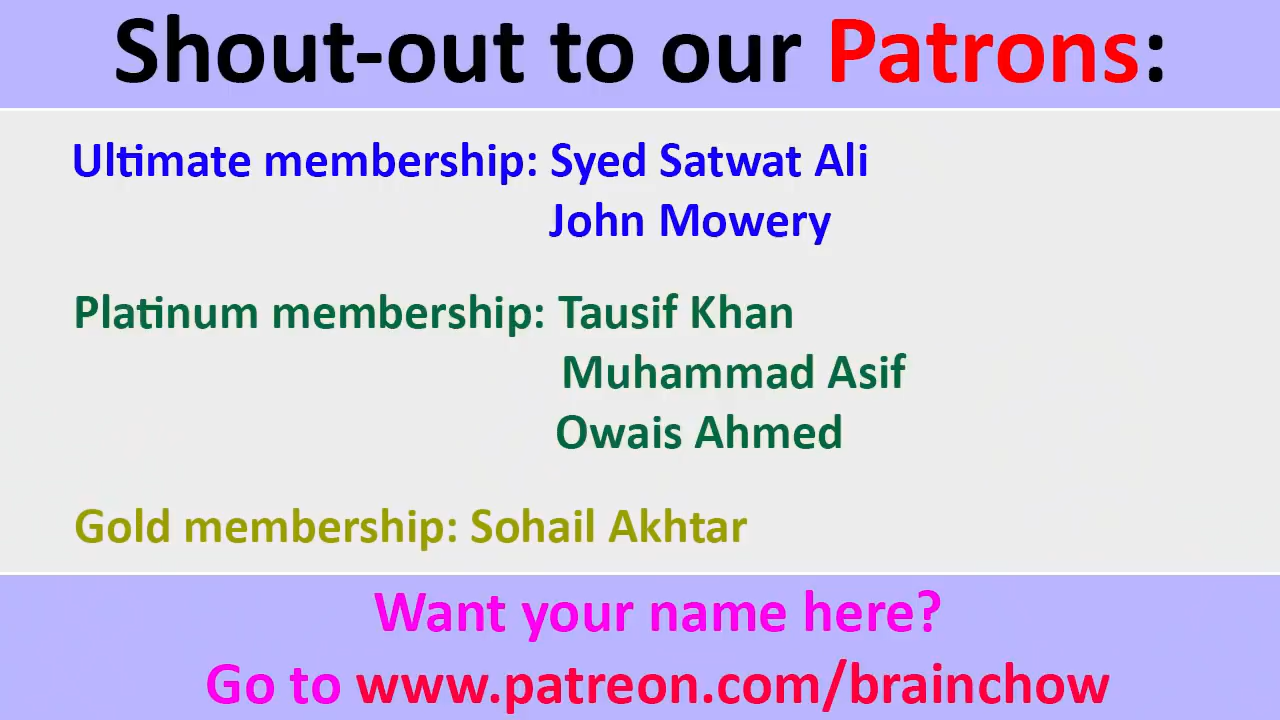 Shout-out to our Patrons:
Ultimate membership: Syed Satwat Ali
John Mowery
Platinum membership: Tausif Khan
Muhammad Asif
Owais Ahmed
Gold membership: Sohail Akhtar
Want your name here?
Go to www.patreon.com/brainchow